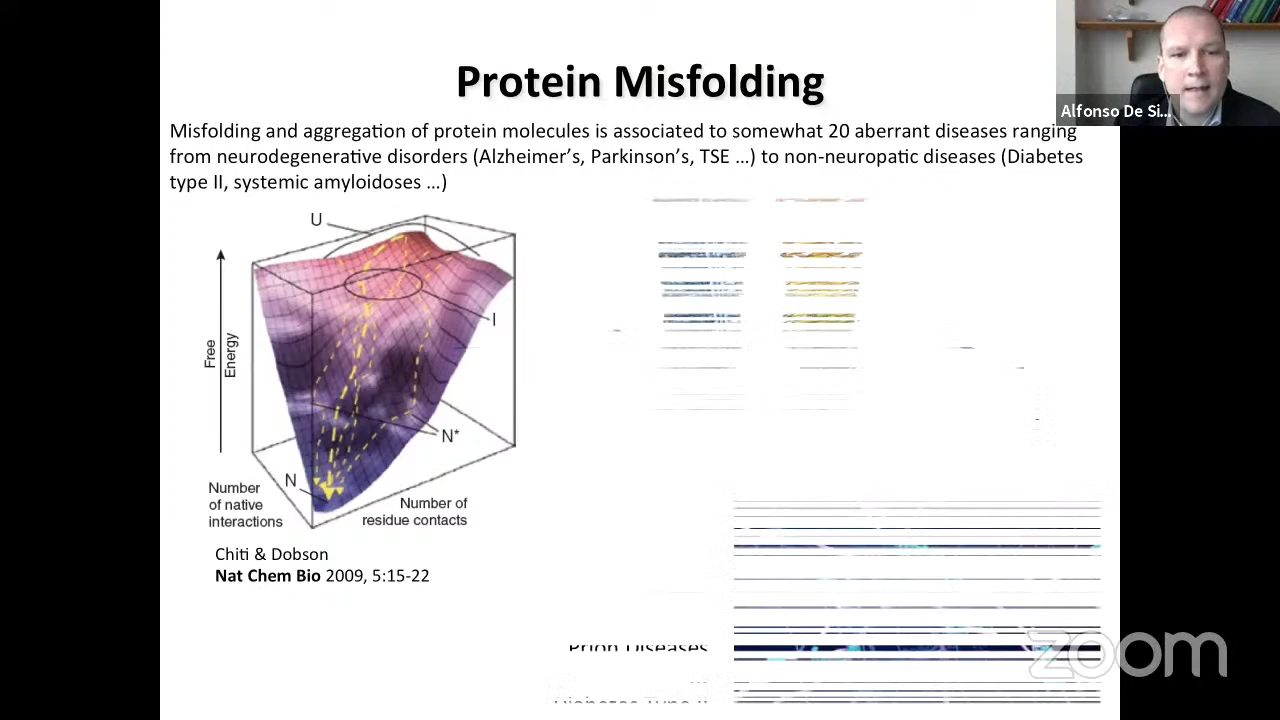 Protein Misfolding
Alfonso De Si...
Misfolding and aggregation of protein molecules is associated to somewhat 20 aberrant diseases ranging
from neurodegenerative disorders (Alzheimer's, Parkinson's, TSE ...) to non-neuropatic diseases (Diabetes
type II, systemic amyloidoses ...)
U
I
Free
Energy
N*
N
Number
of native
interactions
Number of
residue contacts
Chiti & Dobson
Nat Chem Bio 2009, 5:15-22
Prion Diseases
zoom